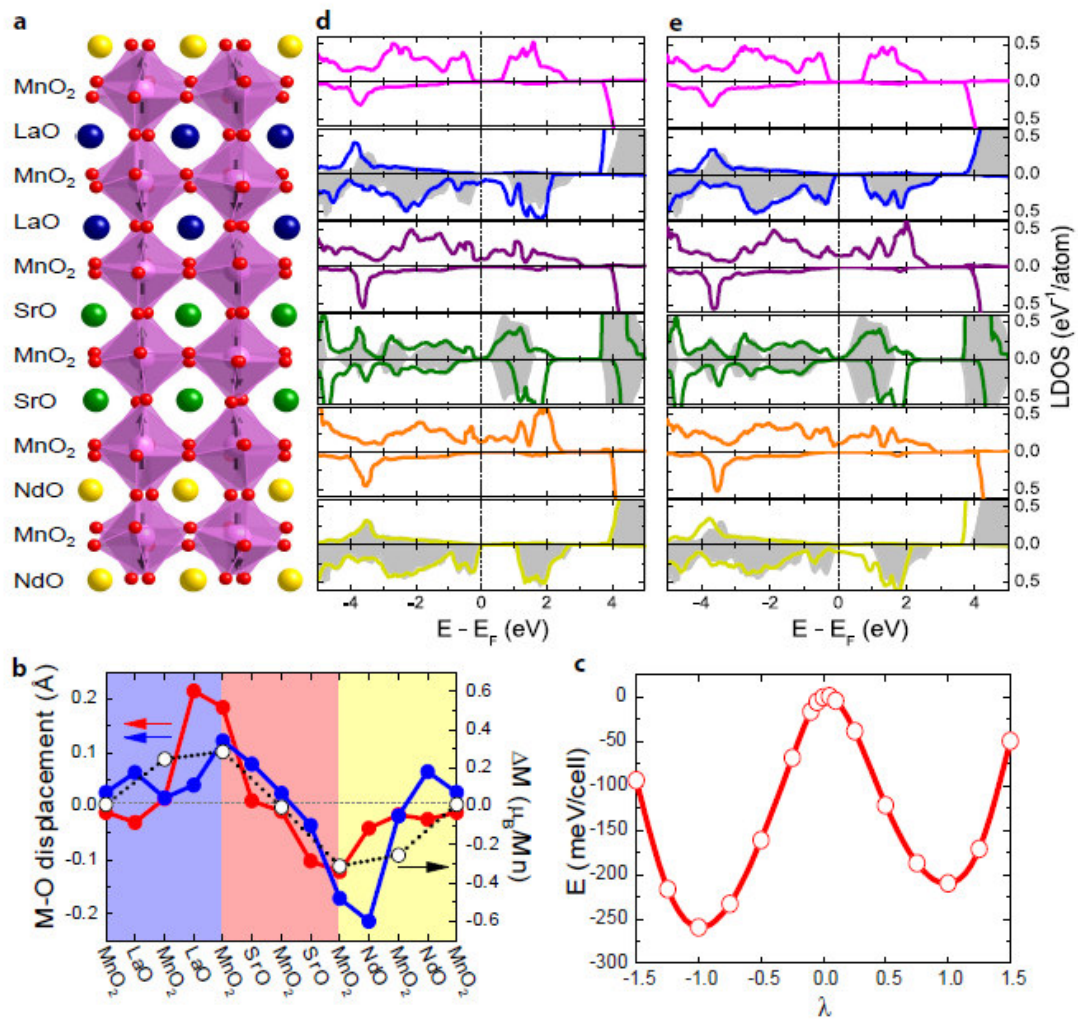 a
MnO₂
LaO
MnO₂
LaO
MnO₂
SrO
MnO₂
SrO
MnO₂
NdO
MnO₂
NdO
d
e
0.5
0.0
0.5
0.5
0.0
0.5
0.5
0.0
0.5
0.5
0.0
0.5
0.5
0.0
0.5
0.5
0.0
0.5
LDOS (eV⁻¹/atom)
-4 -2 0 2 4
E − E_F (eV)
-4 -2 0 2 4
E − E_F (eV)
b
M-O displacement (Å)
0.2
0.1
0.0
-0.1
-0.2
0.6
0.4
0.2
0.0
-0.2
-0.4
-0.6
ΔM (μ_B/Mn)
MnO₂ LaO MnO₂ LaO MnO₂ SrO MnO₂ SrO MnO₂ NdO MnO₂ NdO MnO₂
c
E (meV/cell)
0
-50
-100
-150
-200
-250
-300
-1.5 -1.0 -0.5 0.0 0.5 1.0 1.5
λ